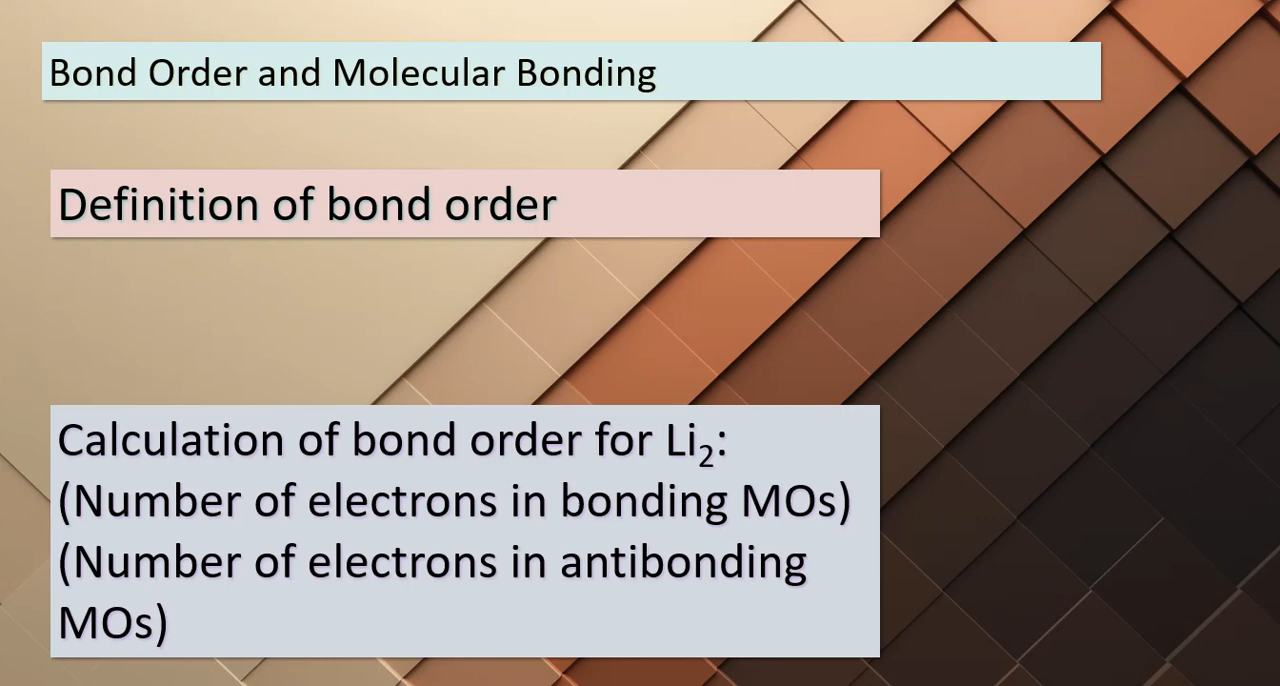 Bond Order and Molecular Bonding
Definition of bond order
Calculation of bond order for Li₂:
(Number of electrons in bonding MOs)
(Number of electrons in antibonding
MOs)